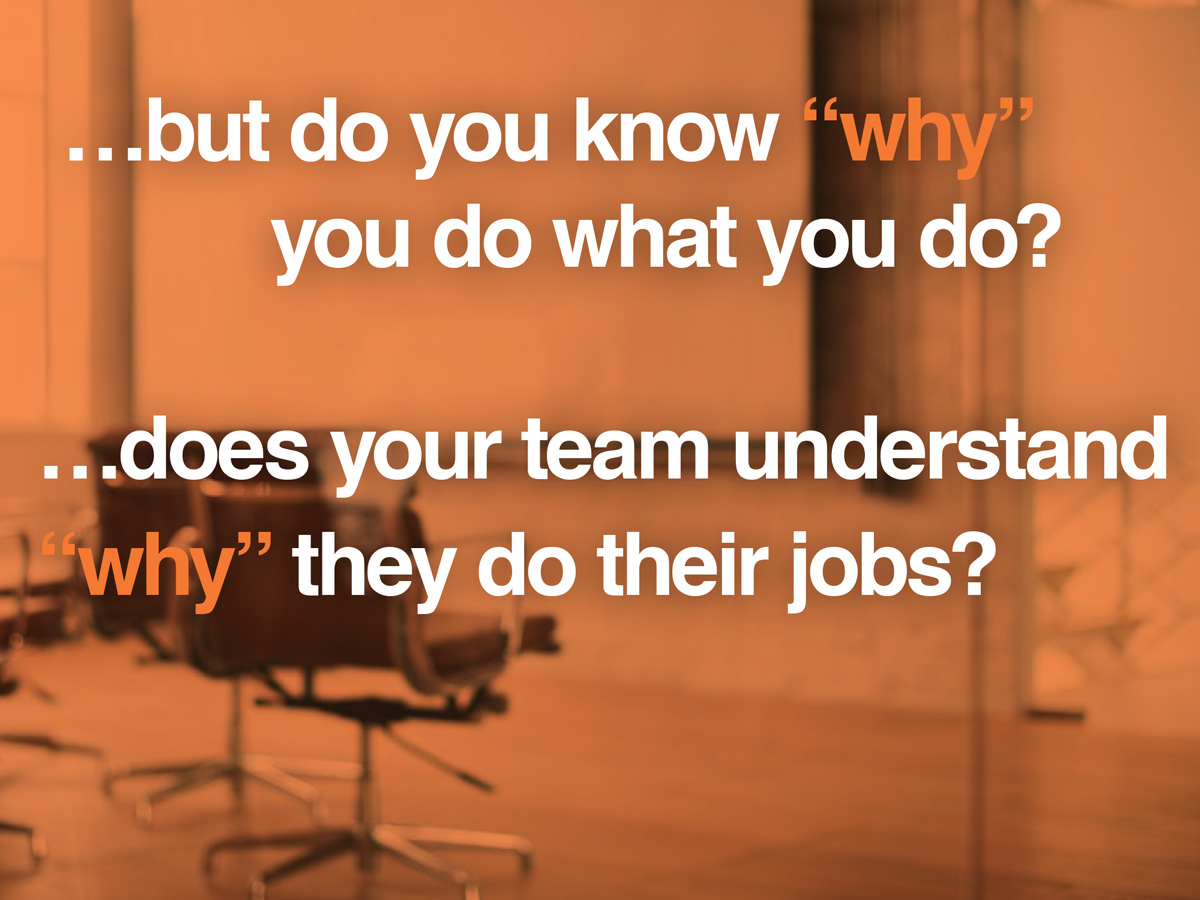 …but do you know “why”
you do what you do?
…does your team understand
“why” they do their jobs?